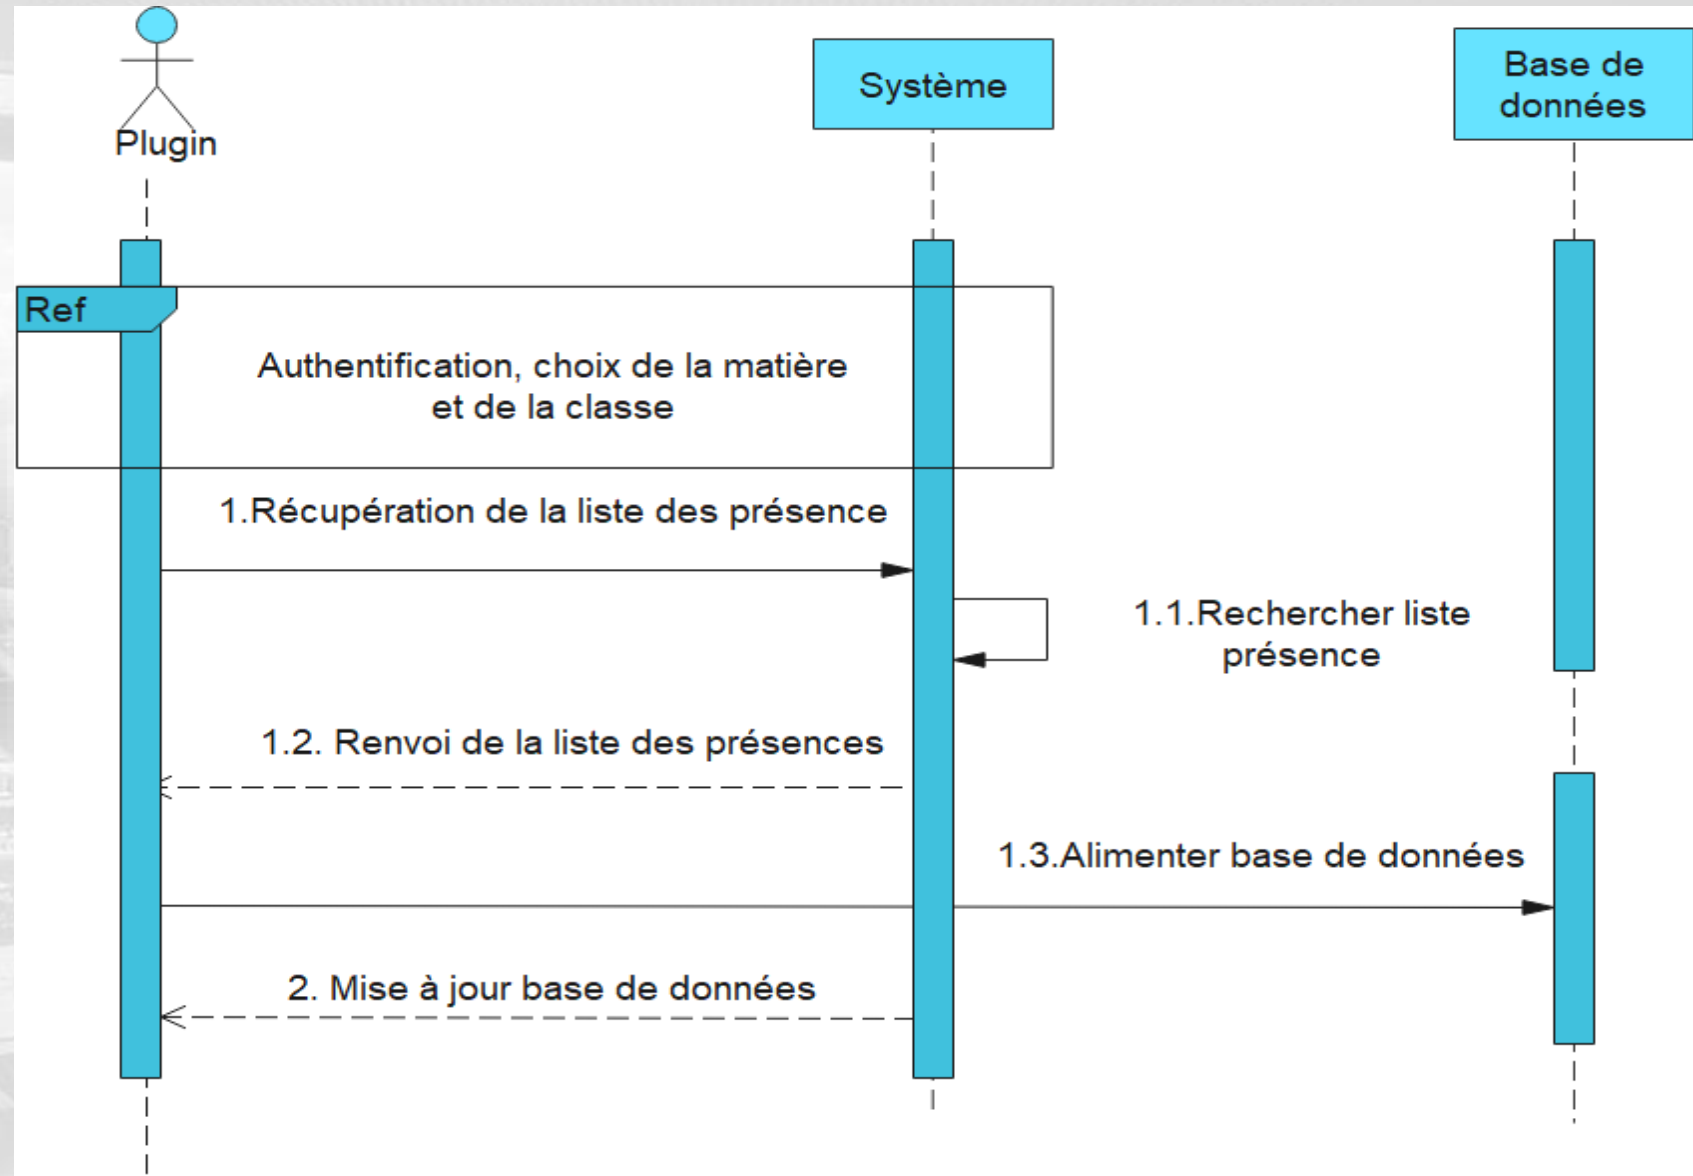 Plugin
Système
Base de
données
Ref
Authentification, choix de la matière
et de la classe
1.Récupération de la liste des présence
1.1.Rechercher liste
présence
1.2. Renvoi de la liste des présences
1.3.Alimenter base de données
2. Mise à jour base de données